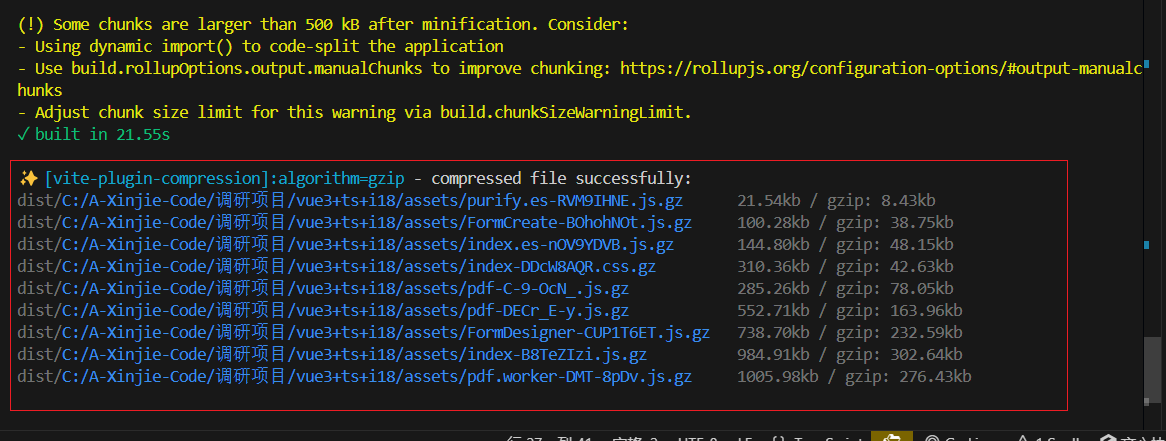 (!) Some chunks are larger than 500 kB after minification. Consider:
- Using dynamic import() to code-split the application
- Use build.rollupOptions.output.manualChunks to improve chunking: https://rollupjs.org/configuration-options/#output-manualc
hunks
- Adjust chunk size limit for this warning via build.chunkSizeWarningLimit.
✓ built in 21.55s
✨ [vite-plugin-compression]:algorithm=gzip - compressed file successfully:
dist/C:/A-Xinjie-Code/调研项目/vue3+ts+i18/assets/purify.es-RVM9IHNE.js.gz 21.54kb / gzip: 8.43kb
dist/C:/A-Xinjie-Code/调研项目/vue3+ts+i18/assets/FormCreate-BOhohNOt.js.gz 100.28kb / gzip: 38.75kb
dist/C:/A-Xinjie-Code/调研项目/vue3+ts+i18/assets/index.es-nOV9YDVB.js.gz 144.80kb / gzip: 48.15kb
dist/C:/A-Xinjie-Code/调研项目/vue3+ts+i18/assets/index-DDcW8AQR.css.gz 310.36kb / gzip: 42.63kb
dist/C:/A-Xinjie-Code/调研项目/vue3+ts+i18/assets/pdf-C-9-OcN_.js.gz 285.26kb / gzip: 78.05kb
dist/C:/A-Xinjie-Code/调研项目/vue3+ts+i18/assets/pdf-DECr_E-y.js.gz 552.71kb / gzip: 163.96kb
dist/C:/A-Xinjie-Code/调研项目/vue3+ts+i18/assets/FormDesigner-CUP1T6ET.js.gz 738.70kb / gzip: 232.59kb
dist/C:/A-Xinjie-Code/调研项目/vue3+ts+i18/assets/index-B8TeZIzi.js.gz 984.91kb / gzip: 302.64kb
dist/C:/A-Xinjie-Code/调研项目/vue3+ts+i18/assets/pdf.worker-DMT-8pDv.js.gz 1005.98kb / gzip: 276.43kb